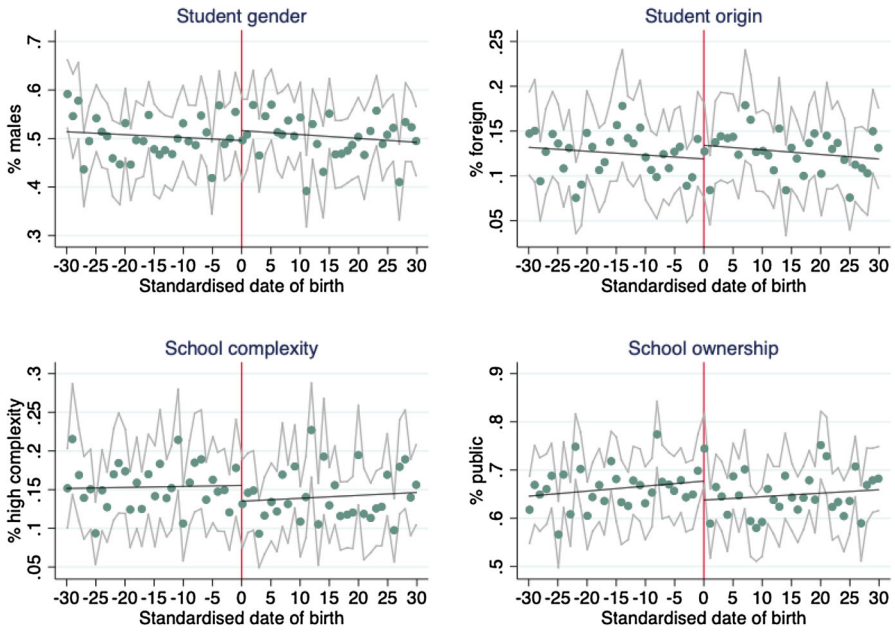 Student gender
% males
.7
.6
.5
.4
.3
-30 -25 -20 -15 -10 -5 0 5 10 15 20 25 30
Standardised date of birth
Student origin
% foreign
.25
.2
.15
.1
.05
-30 -25 -20 -15 -10 -5 0 5 10 15 20 25 30
Standardised date of birth
School complexity
% high complexity
.3
.25
.2
.15
.1
.05
-30 -25 -20 -15 -10 -5 0 5 10 15 20 25 30
Standardised date of birth
School ownership
% public
.9
.8
.7
.6
.5
-30 -25 -20 -15 -10 -5 0 5 10 15 20 25 30
Standardised date of birth